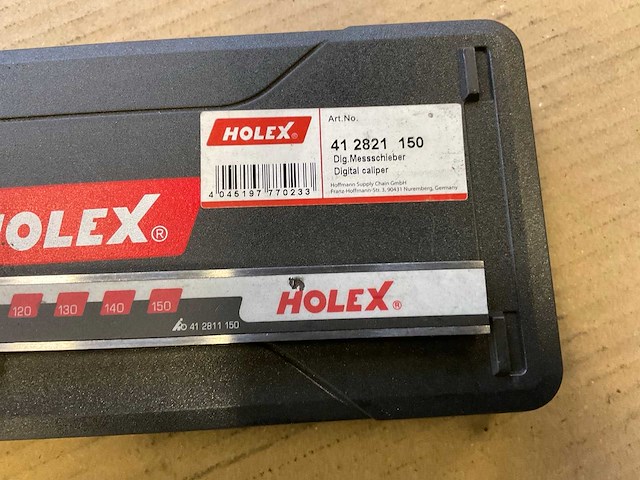 HOLEX®
Art.No.
41 2821 150
Dig.Messschieber
Digital caliper
Hoffmann Supply Chain GmbH
Franz-Hoffmann-Str. 3, 90431 Nuremberg, Germany
4 045197 770233
HOLEX®
120 130 140 150
41 2811 150
HOLEX®